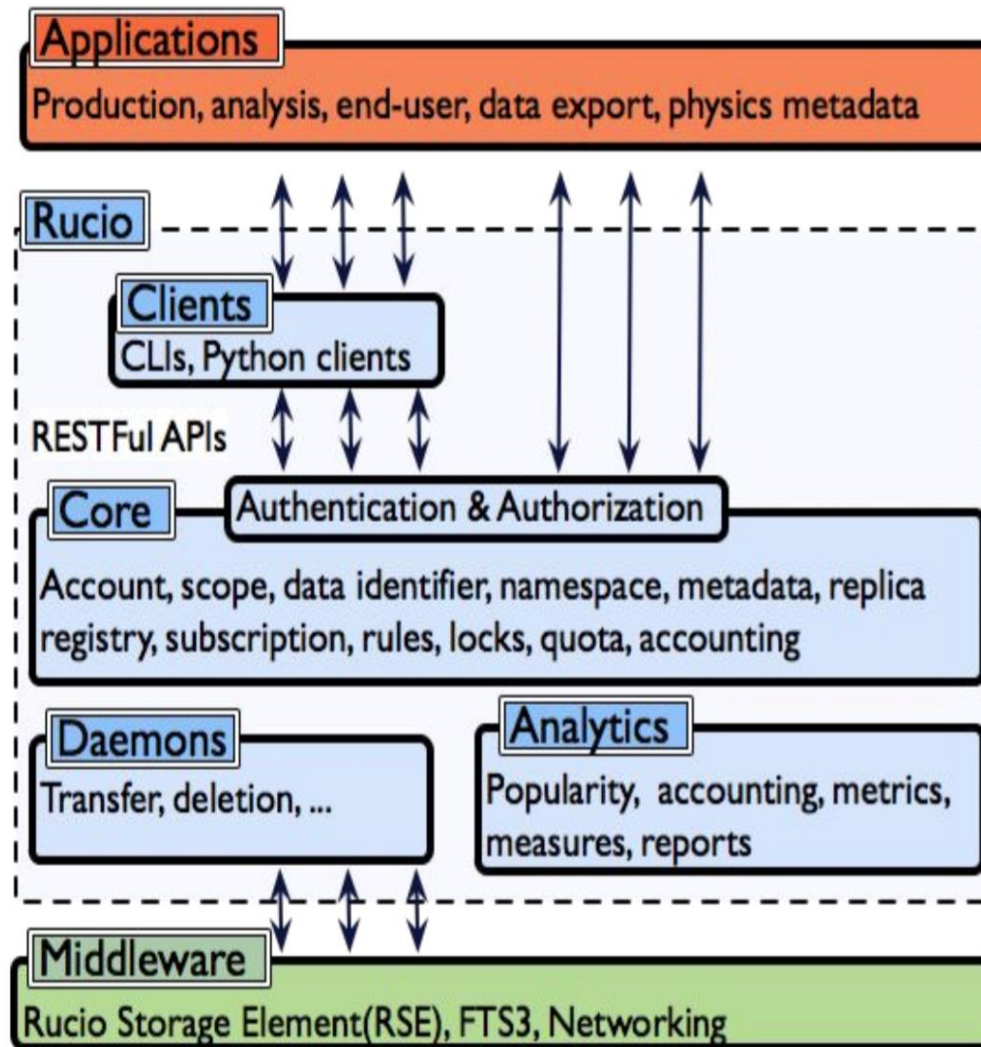 Applications
Production, analysis, end-user, data export, physics metadata
Rucio
Clients
CLIs, Python clients
RESTFul APIs
Core
Authentication & Authorization
Account, scope, data identifier, namespace, metadata, replica
registry, subscription, rules, locks, quota, accounting
Daemons
Transfer, deletion, ...
Analytics
Popularity, accounting, metrics,
measures, reports
Middleware
Rucio Storage Element(RSE), FTS3, Networking